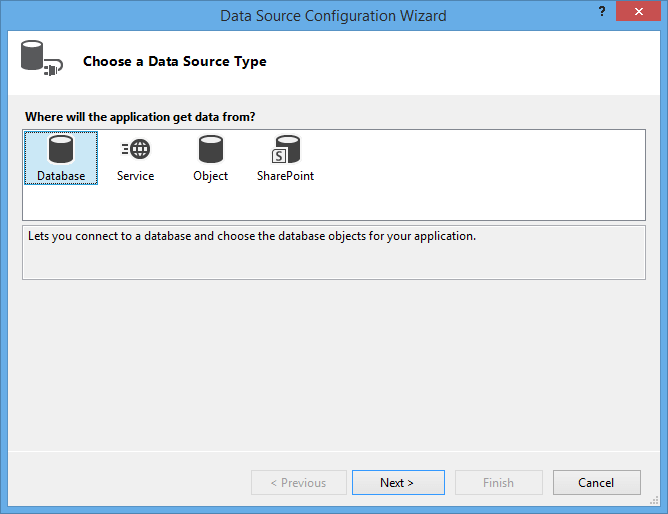 Data Source Configuration Wizard
?
Choose a Data Source Type
Where will the application get data from?
Database Service Object SharePoint
Lets you connect to a database and choose the database objects for your application.
< Previous Next > Finish Cancel